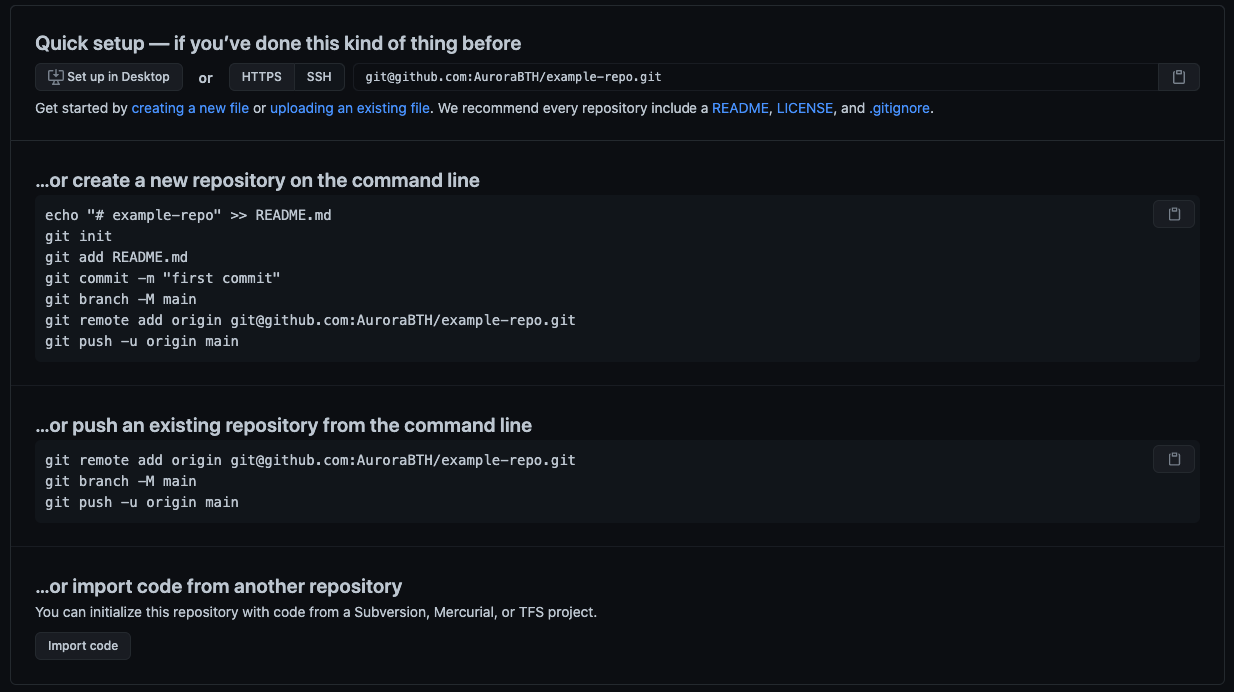 Quick setup — if you've done this kind of thing before
Set up in Desktop or HTTPS SSH git@github.com:AuroraBTH/example-repo.git
Get started by creating a new file or uploading an existing file. We recommend every repository include a README, LICENSE, and .gitignore.
…or create a new repository on the command line
echo "# example-repo" >> README.md
git init
git add README.md
git commit -m "first commit"
git branch -M main
git remote add origin git@github.com:AuroraBTH/example-repo.git
git push -u origin main
…or push an existing repository from the command line
git remote add origin git@github.com:AuroraBTH/example-repo.git
git branch -M main
git push -u origin main
…or import code from another repository
You can initialize this repository with code from a Subversion, Mercurial, or TFS project.
Import code